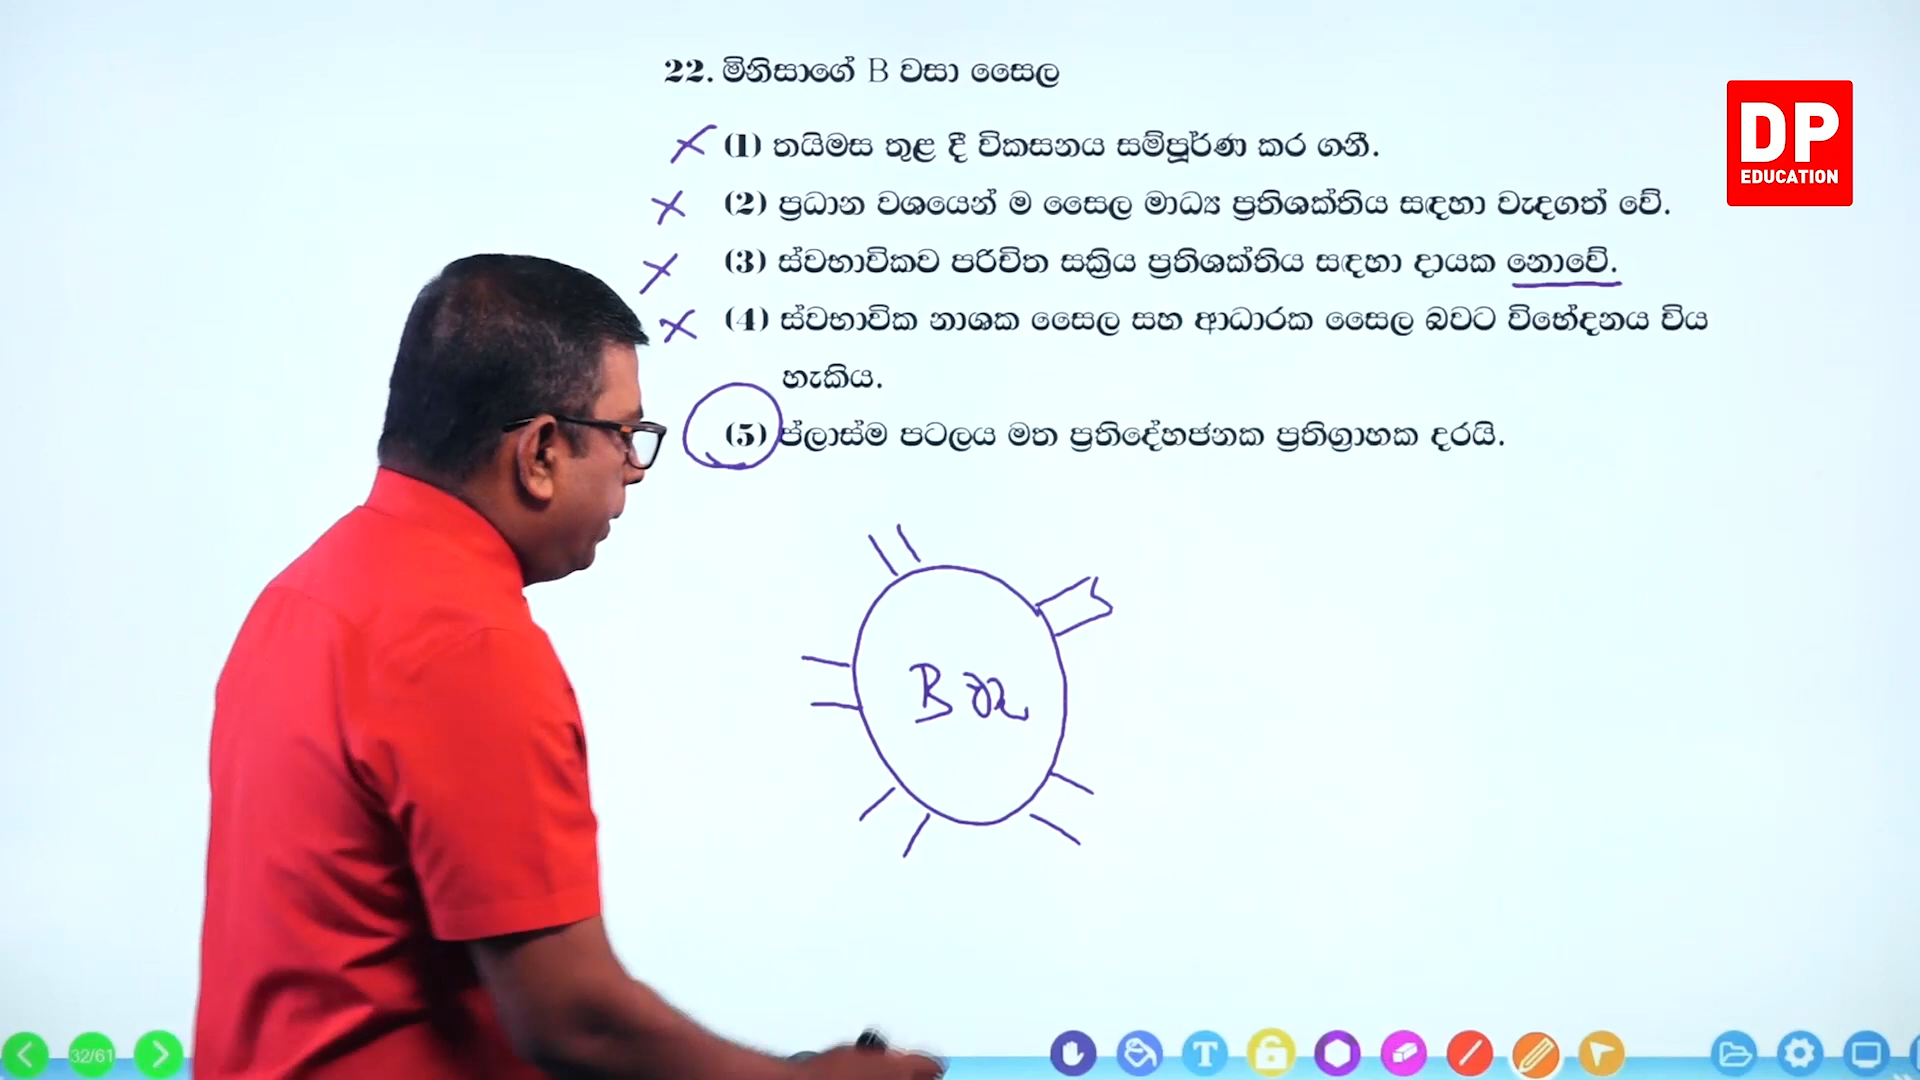 22. මිනිසාගේ B වසා සෛල
(1) තයිමස තුළ දී විකසනය සම්පූර්ණ කර ගනී.
(2) ප්‍රධාන වශයෙන් ම සෛල මාධ්‍ය ප්‍රතිශක්තිය සඳහා වැදගත් වේ.
(3) ස්වභාවිකව පරිචිත සක්‍රිය ප්‍රතිශක්තිය සඳහා දායක නොවේ.
(4) ස්වභාවික නාශක සෛල සහ ආධාරක සෛල බවට විභේදනය විය
හැකිය.
(5) ප්ලාස්ම පටලය මත ප්‍රතිදේහජනක ප්‍රතිග්‍රාහක දරයි.
DP
EDUCATION
B
32/61
T